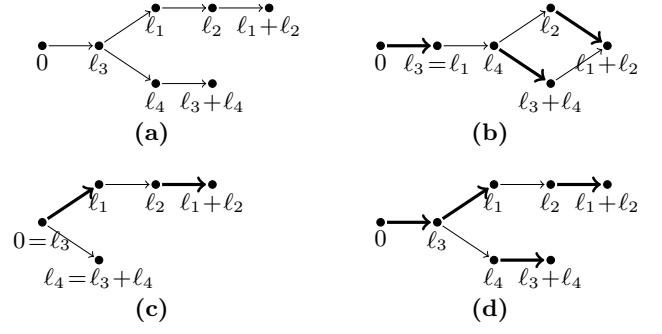 ℓ₁ ℓ₂ ℓ₁+ℓ₂
0 ℓ₃
ℓ₄ ℓ₃+ℓ₄
(a)
ℓ₂
0 ℓ₃=ℓ₁ ℓ₄ ℓ₁+ℓ₂
ℓ₃+ℓ₄
(b)
ℓ₁ ℓ₂ ℓ₁+ℓ₂
0=ℓ₃
ℓ₄=ℓ₃+ℓ₄
(c)
ℓ₁ ℓ₂ ℓ₁+ℓ₂
0 ℓ₃
ℓ₄ ℓ₃+ℓ₄
(d)